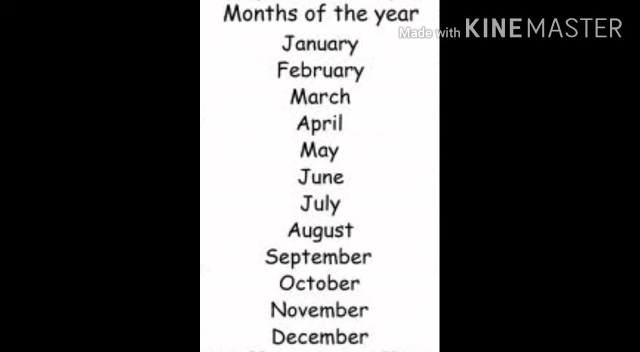 Months of the year
Made with KINEMASTER
January
February
March
April
May
June
July
August
September
October
November
December